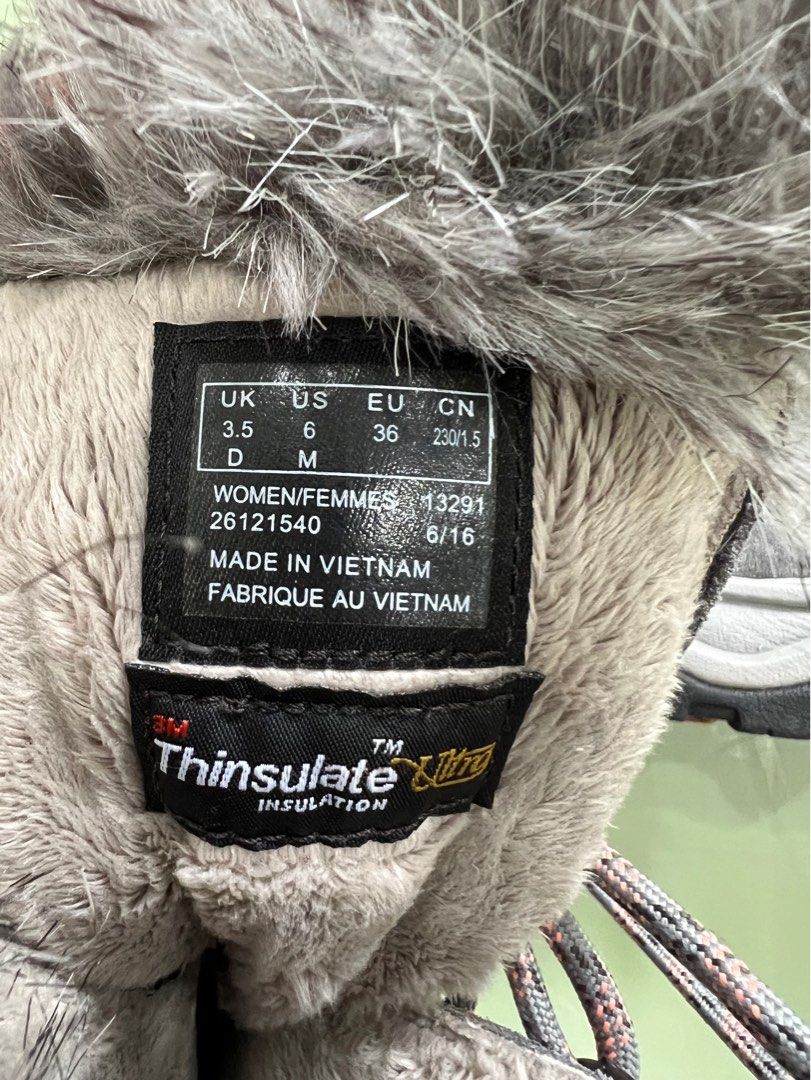 UK US EU CN
3.5 6 36 230/1.5
D M
WOMEN/FEMMES 13291
26121540 6/16
MADE IN VIETNAM
FABRIQUE AU VIETNAM
3M
Thinsulate™ Ultra
INSULATION